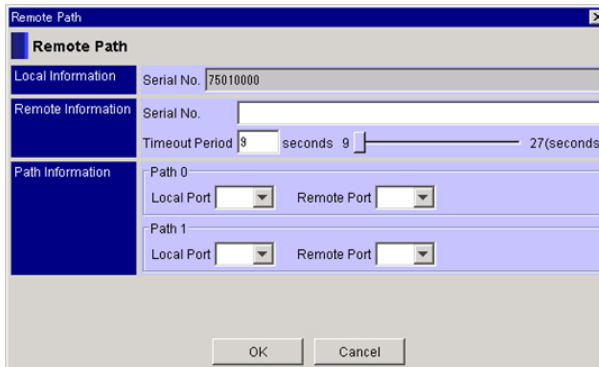 Remote Path
Remote Path
Local Information
Serial No. 75010000
Remote Information
Serial No.
Timeout Period 9 seconds 9 27(seconds
Path Information
Path 0
Local Port Remote Port
Path 1
Local Port Remote Port
OK Cancel